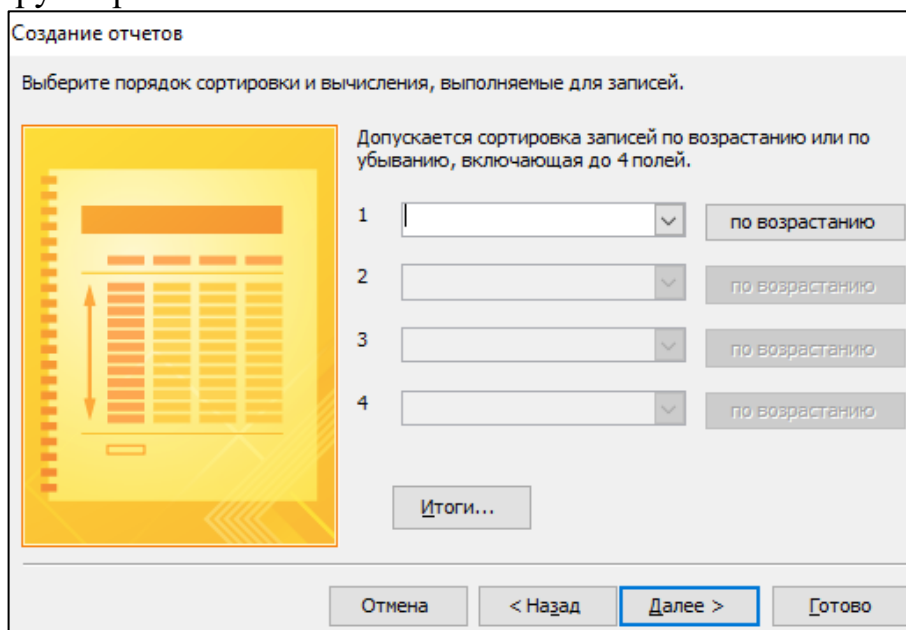 Создание отчетов
Выберите порядок сортировки и вычисления, выполняемые для записей.
Допускается сортировка записей по возрастанию или по
убыванию, включающая до 4 полей.
1 по возрастанию
2 по возрастанию
3 по возрастанию
4 по возрастанию
Итоги...
Отмена < Назад Далее > Готово